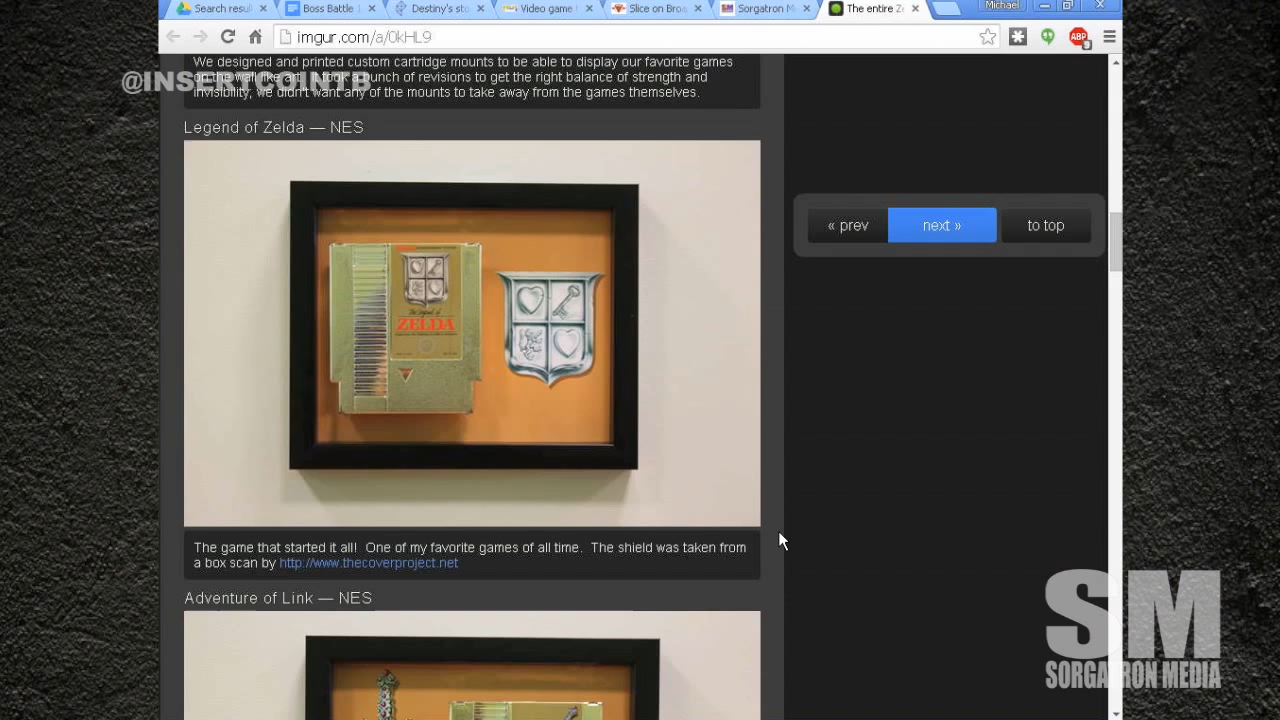 Search resul
Boss Battle
Destiny's sto
Video game
Slice on Broa
Sorgatron M
The entire Ze
Michael
imgur.com/a/0kHL9
ABP
We designed and printed custom cartridge mounts to be able to display our favorite games
on the wall like art. It took a bunch of revisions to get the right balance of strength and
invisibility, we didn't want any of the mounts to take away from the games themselves.
@INSERTCOINTB
Legend of Zelda — NES
« prev
next »
to top
The Legend of
ZELDA
The game that started it all! One of my favorite games of all time. The shield was taken from
a box scan by http://www.thecoverproject.net
Adventure of Link — NES
SM
SORGATRON MEDIA